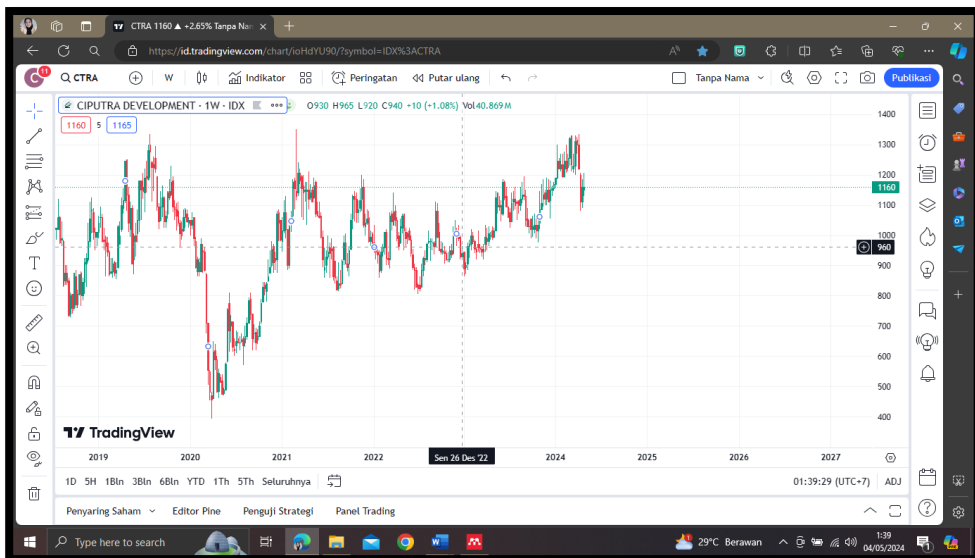 CTRA 1160 ▲ +2.65% Tanpa Nan
https://id.tradingview.com/chart/ioHdYU90/?symbol=IDX%3ACTRA
C 11 CTRA W Indikator Peringatan Putar ulang Tanpa Nama Publikasi
CIPUTRA DEVELOPMENT · 1W · IDX O930 H965 L920 C940 +10 (+1.08%) Vol40.869M
1160 5 1165
1400
1300
1200
1160
1100
1000
960
900
800
700
600
500
400
TradingView
2019 2020 2021 2022 Sen 26 Des '22 2024 2025 2026 2027
1D 5H 1Bln 3Bln 6Bln YTD 1Th 5Th Seluruhnya 01:39:29 (UTC+7) ADJ
Penyaring Saham Editor Pine Penguji Strategi Panel Trading
Type here to search 29°C Berawan 1:39
04/05/2024